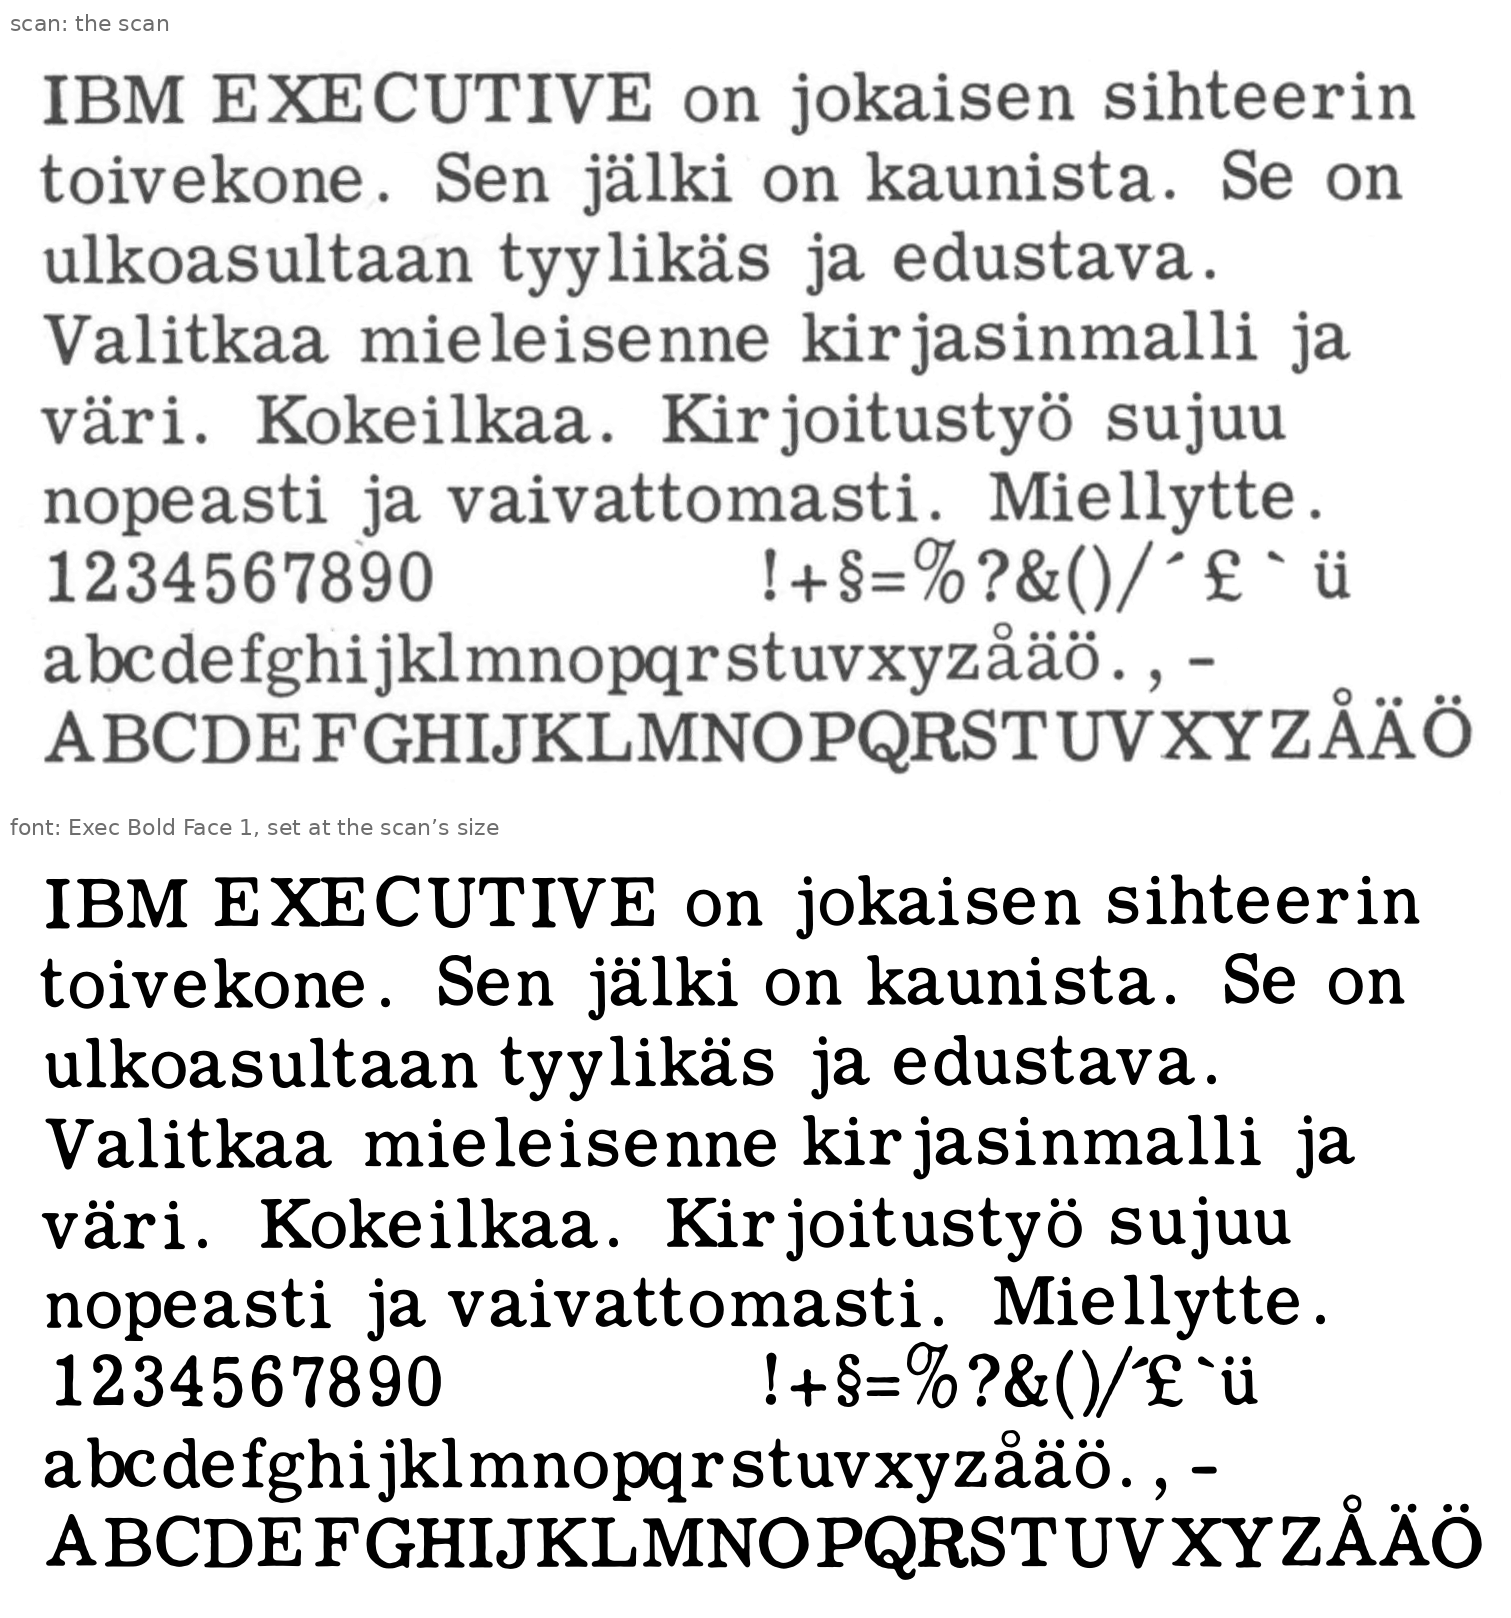 scan: the scan
IBM EXECUTIVE on jokaisen sihteerin
toivekone. Sen jälki on kaunista. Se on
ulkoasultaan tyylikäs ja edustava.
Valitkaa mieleisenne kirjasinmalli ja
väri. Kokeilkaa. Kirjoitustyö sujuu
nopeasti ja vaivattomasti. Miellytte.
1234567890 !+§=%?&()/´£`ü
abcdefghijklmnopqrstuvxyzåäö.,-
ABCDEFGHIJKLMNOPQRSTUVXYZÅÄÖ
font: Exec Bold Face 1, set at the scan’s size
IBM EXECUTIVE on jokaisen sihteerin
toivekone. Sen jälki on kaunista. Se on
ulkoasultaan tyylikäs ja edustava.
Valitkaa mieleisenne kirjasinmalli ja
väri. Kokeilkaa. Kirjoitustyö sujuu
nopeasti ja vaivattomasti. Miellytte.
1234567890 !+§=%?&()/´£`ü
abcdefghijklmnopqrstuvxyzåäö.,-
ABCDEFGHIJKLMNOPQRSTUVXYZÅÄÖ